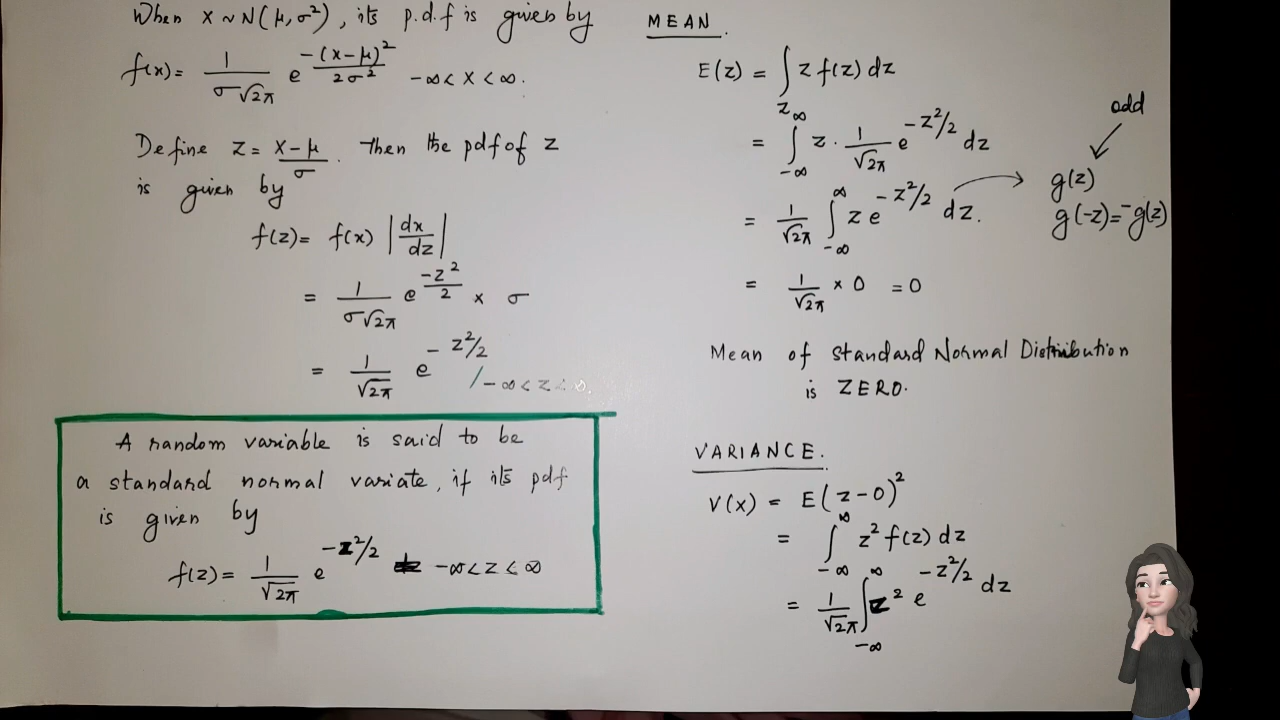 When X ~ N(μ, σ²), its p.d.f is given by
f(x) = 1/(σ√2π) e^(-(x-μ)²/2σ²) -∞ < x < ∞.
Define Z = (X-μ)/σ. Then the pdf of Z
is given by
f(z) = f(x) |dx/dz|
= 1/(σ√2π) e^(-z²/2) × σ
= 1/√2π e^(-z²/2) / -∞ < z < ∞.
A random variable is said to be
a standard normal variate, if its pdf
is given by
f(z) = 1/√2π e^(-z²/2) -∞ < z < ∞
MEAN.
E(z) = ∫_z z f(z) dz
= ∫_{-∞}^{∞} z · 1/√2π e^(-z²/2) dz
odd
= 1/√2π ∫_{-∞}^{∞} z e^(-z²/2) dz.
g(z)
g(-z) = -g(z)
= 1/√2π × 0 = 0
Mean of Standard Normal Distribution
is ZERO.
VARIANCE.
V(x) = E(z-0)²
= ∫_{-∞}^{∞} z² f(z) dz
= 1/√2π ∫_{-∞}^{∞} z² e^(-z²/2) dz